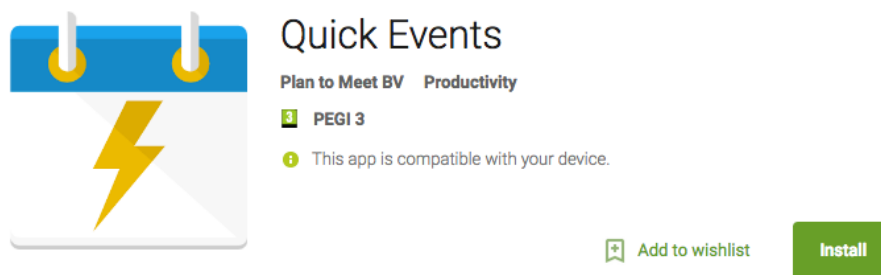 Quick Events
Plan to Meet BV Productivity
3 PEGI 3
This app is compatible with your device.
Add to wishlist Install